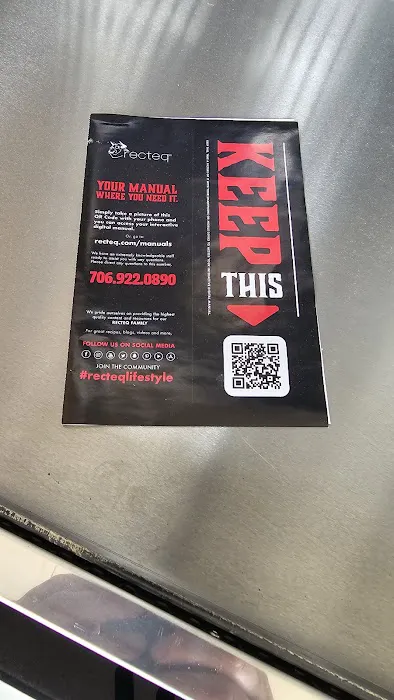 recteq
YOUR MANUAL
WHERE YOU NEED IT.
Simply take a picture of this
QR Code with your phone and
you can access your interactive
digital manual.
Or, go to:
recteq.com/manuals
We have an extremely knowledgeable staff
ready to assist you with any questions.
Please direct any questions to this number.
706.922.0890
We pride ourselves on providing the highest
quality content and resources for our
RECTEQ FAMILY
For great recipes, blogs, videos and more,
FOLLOW US ON SOCIAL MEDIA
JOIN THE COMMUNITY
#recteqlifestyle
KEEP
THIS